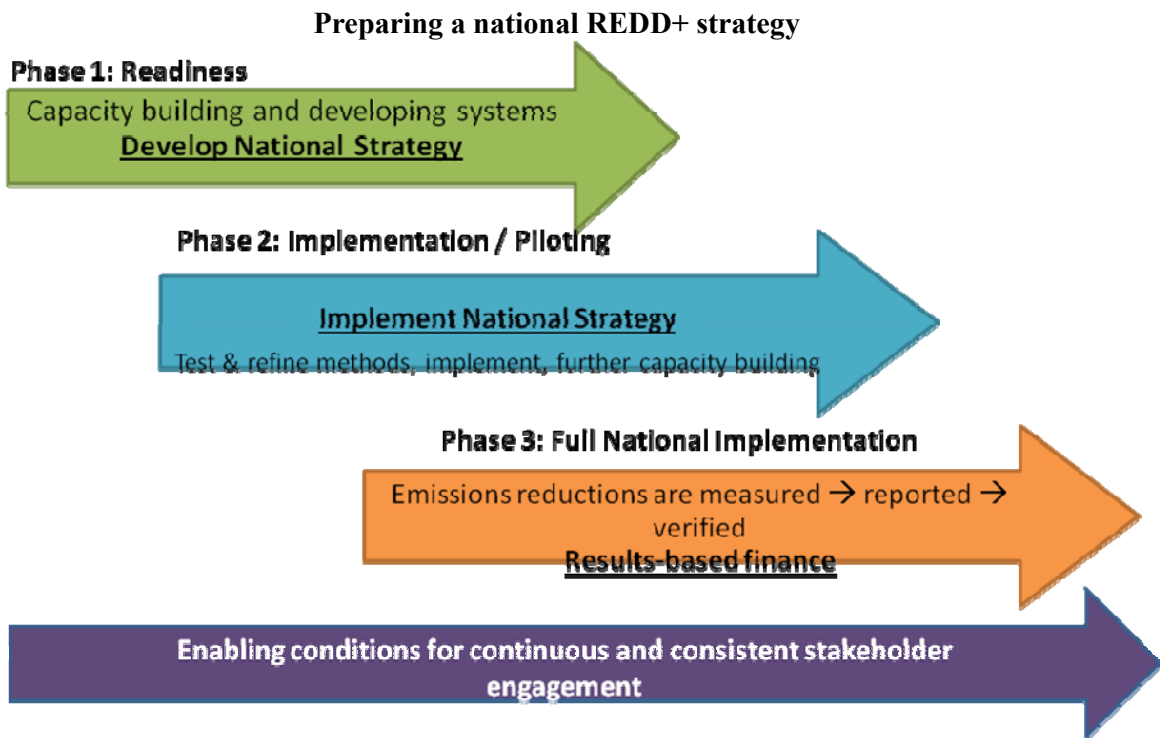 Preparing a national REDD+ strategy
Phase 1: Readiness
Capacity building and developing systems
Develop National Strategy
Phase 2: Implementation / Piloting
Implement National Strategy
Test & refine methods, implement, further capacity building
Phase 3: Full National Implementation
Emissions reductions are measured → reported →
verified
Results-based finance
Enabling conditions for continuous and consistent stakeholder
engagement